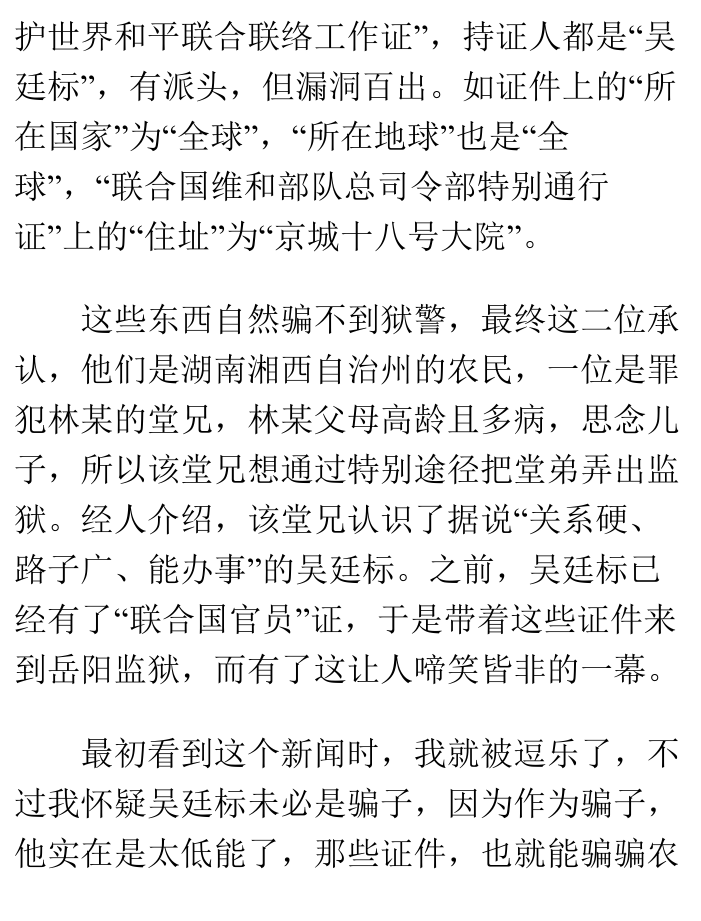 护世界和平联合联络工作证”，持证人都是“吴
廷标”，有派头，但漏洞百出。如证件上的“所
在国家”为“全球”，“所在地球”也是“全
球”，“联合国维和部队总司令部特别通行
证”上的“住址”为“京城十八号大院”。
这些东西自然骗不到狱警，最终这二位承
认，他们是湖南湘西自治州的农民，一位是罪
犯林某的堂兄，林某父母高龄且多病，思念儿
子，所以该堂兄想通过特别途径把堂弟弄出监
狱。经人介绍，该堂兄认识了据说“关系硬、
路子广、能办事”的吴廷标。之前，吴廷标已
经有了“联合国官员”证，于是带着这些证件来
到岳阳监狱，而有了这让人啼笑皆非的一幕。
最初看到这个新闻时，我就被逗乐了，不
过我怀疑吴廷标未必是骗子，因为作为骗子，
他实在是太低能了，那些证件，也就能骗骗农